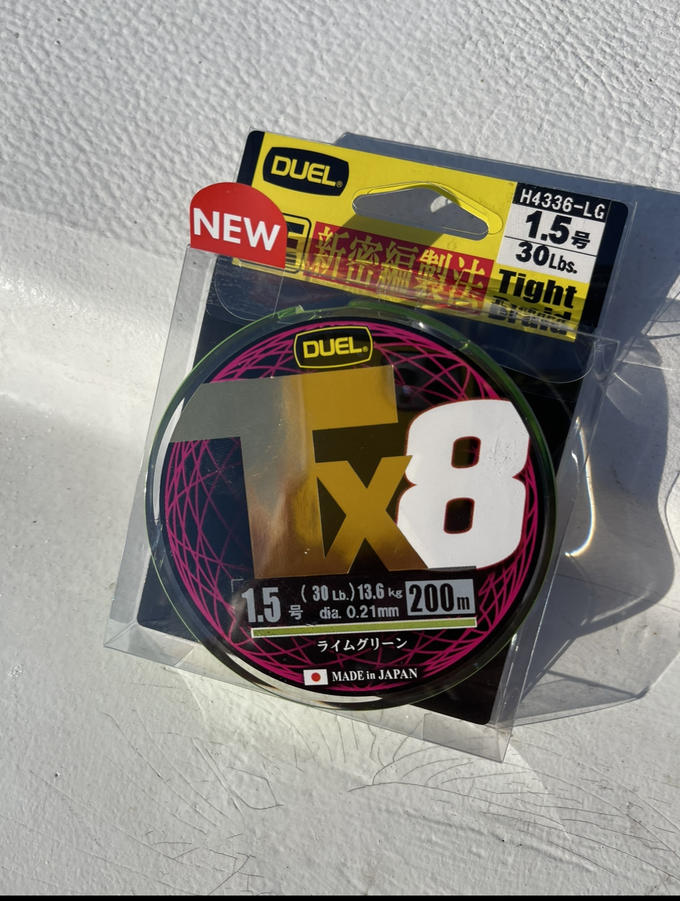 DUEL®
H4336-LG
1.5号
30Lbs.
NEW
新密編製法
Tight
Braid
DUEL®
Tx8
1.5号 (30 Lb.) 13.6 kg 200m
dia. 0.21mm
ライムグリーン
MADE in JAPAN